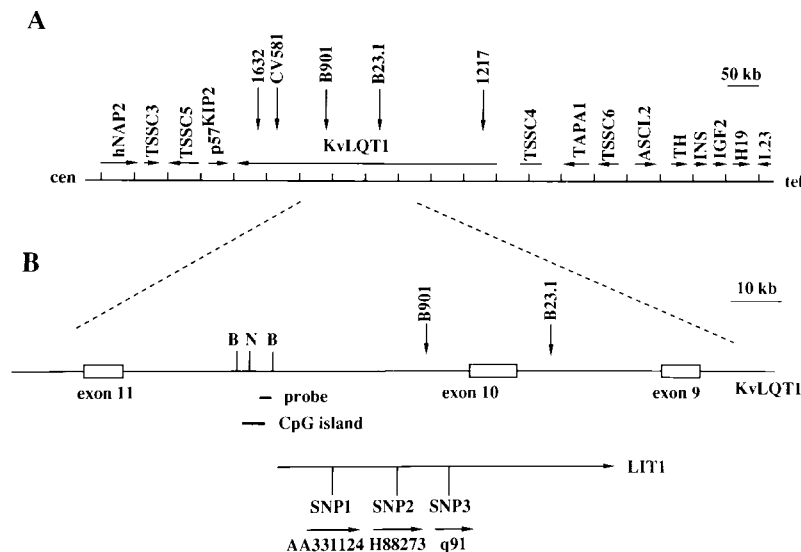 A
1632
CV581
B901
B23.1
1217
50 kb
hNAP2
TSSC3
TSSC5
p57KIP2
KvLQT1
TSSC4
TAPA1
TSSC6
ASCL2
TH
INS
IGF2
H19
L23
cen
tel
B
10 kb
B901
B23.1
B N B
exon 11
exon 10
exon 9
KvLQT1
probe
CpG island
LIT1
SNP1 SNP2 SNP3
AA331124 H88273 q91